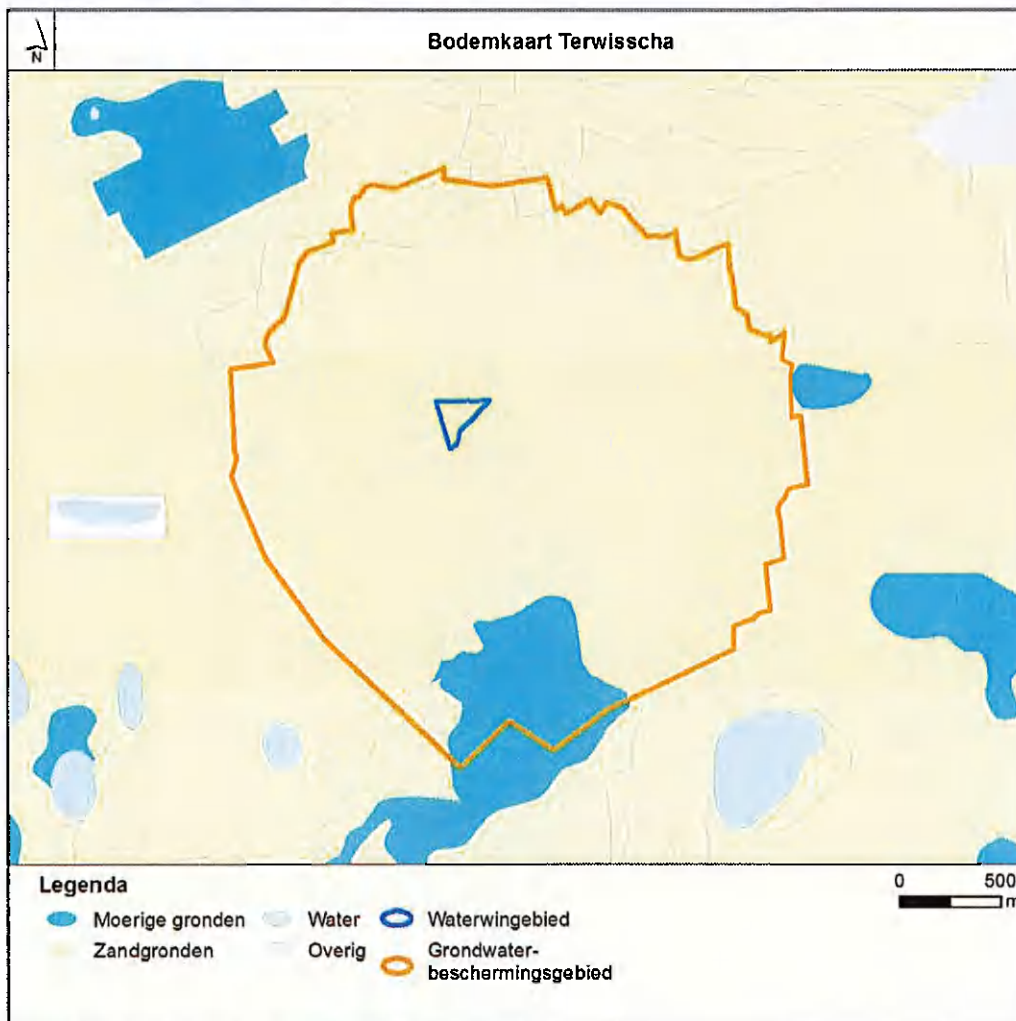 N
Bodemkaart Terwisscha
Legenda
Moerige gronden
Zandgronden
Water
Overig
Waterwingebied
Grondwater-
beschermingsgebied
0 500
m